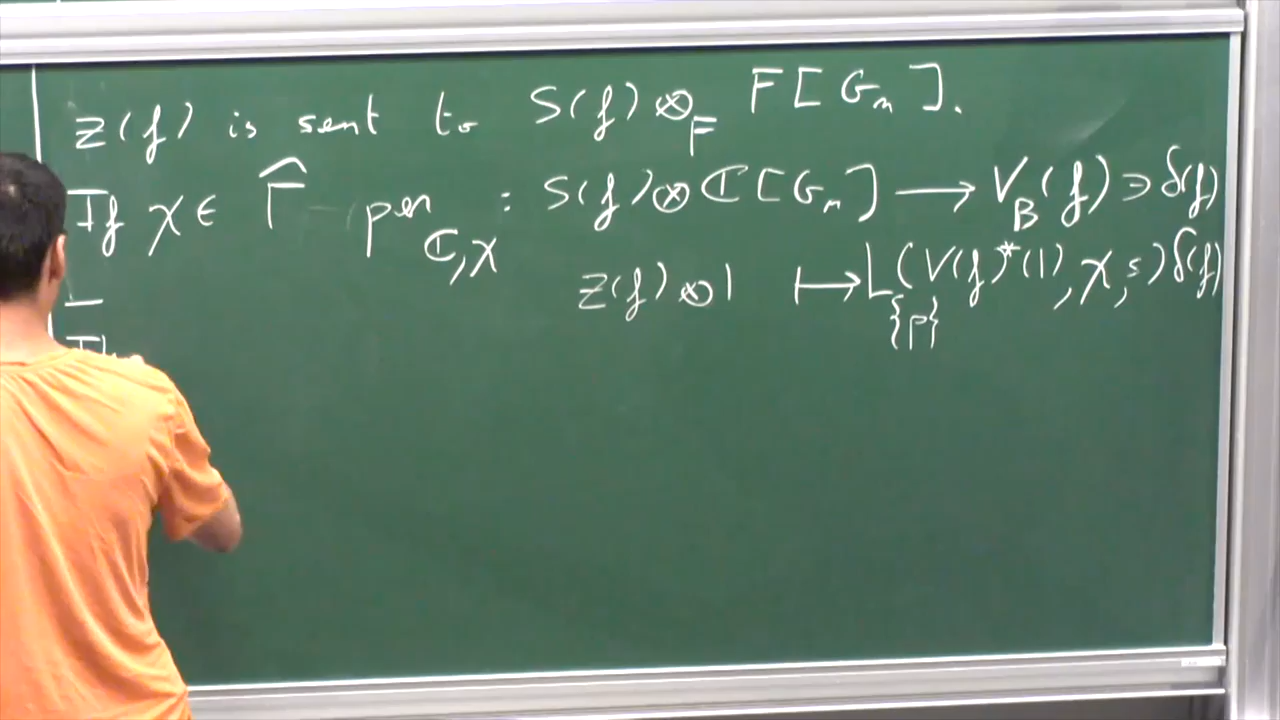 z(f) is sent to S(f) ⊗_F F[G_n].
If χ ∈ Γ̂ per_{ℂ,χ} : S(f) ⊗ ℂ[G_n] ⟶ V_B(f) ∋ δ(f)
z(f) ⊗ 1 ⟼ L_{{p}}(V(f)*(1), χ, s) δ(f)